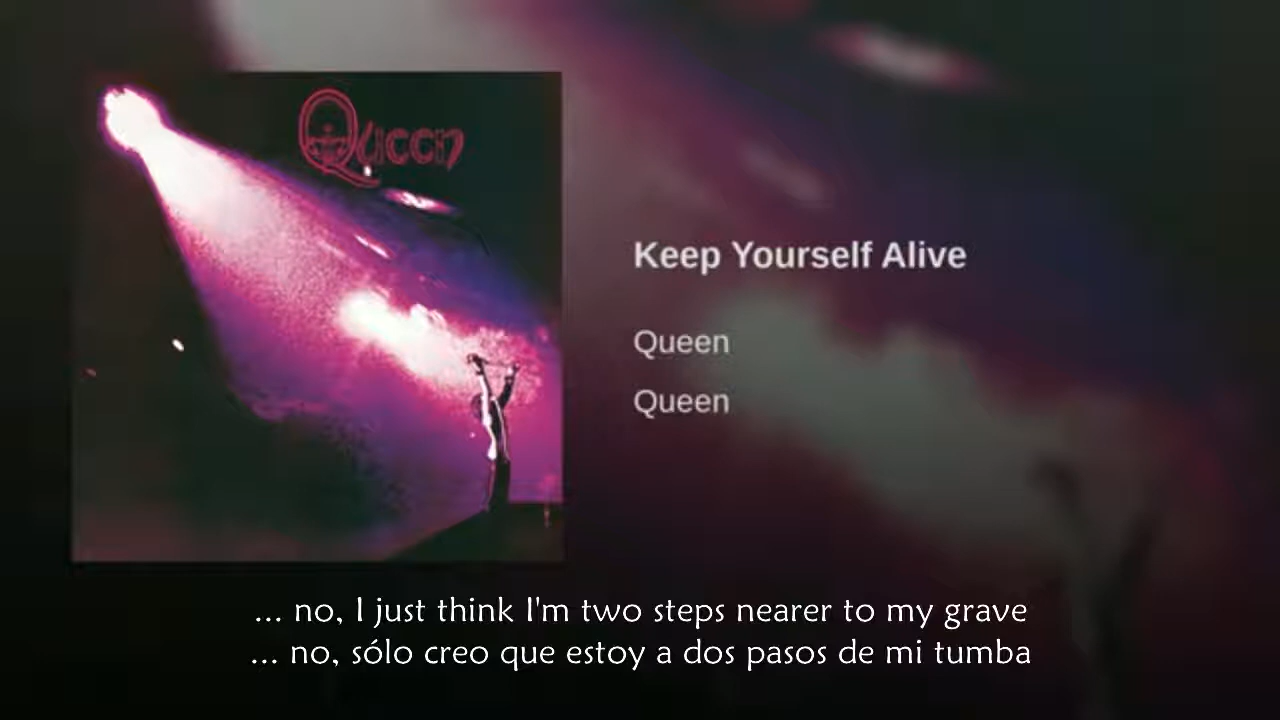 Queen
Keep Yourself Alive
Queen
Queen
... no, I just think I'm two steps nearer to my grave
... no, sólo creo que estoy a dos pasos de mi tumba